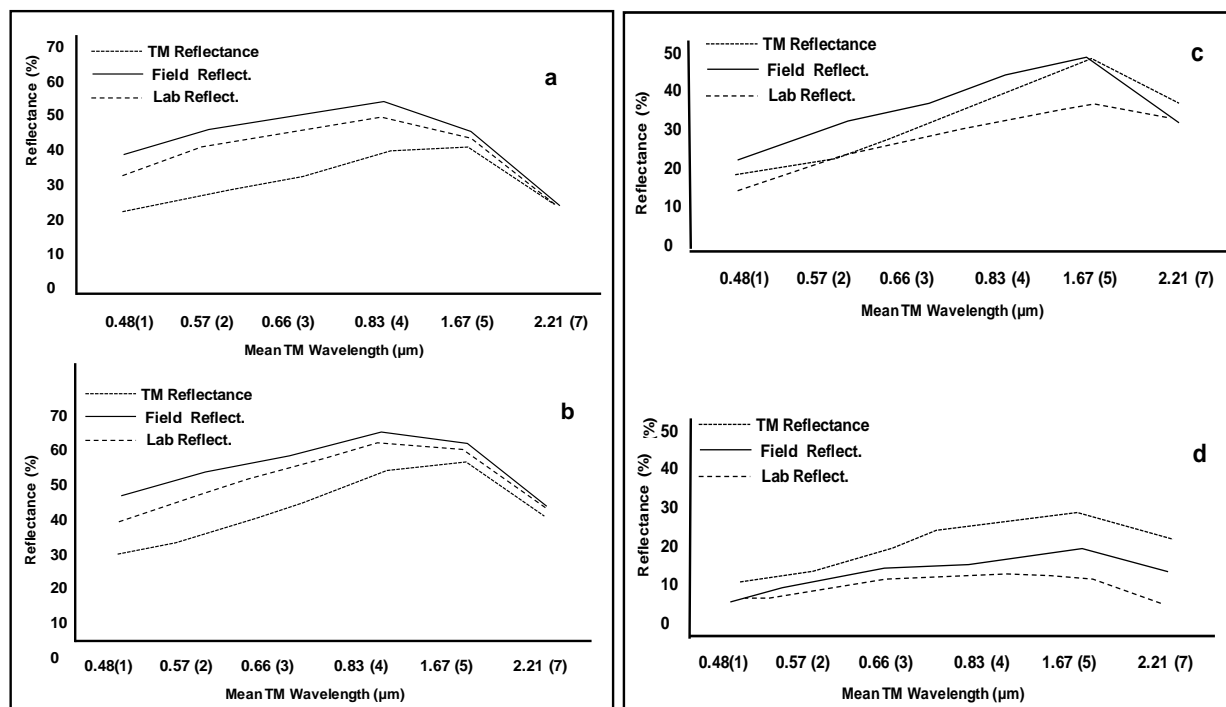 70
60
50
40
30
20
10
0
Reflectance (%)
TM Reflectance
Field Reflect.
Lab Reflect.
a
0.48(1) 0.57 (2) 0.66 (3) 0.83 (4) 1.67 (5) 2.21 (7)
Mean TM Wavelength (µm)
70
60
50
40
30
20
10
0
Reflectance (%)
TM Reflectance
Field Reflect.
Lab Reflect.
b
0.48(1) 0.57 (2) 0.66 (3) 0.83 (4) 1.67 (5) 2.21 (7)
Mean TM Wavelength (µm)
50
40
30
20
10
0
Reflectance (%)
TM Reflectance
Field Reflect.
Lab Reflect.
c
0.48(1) 0.57 (2) 0.66 (3) 0.83 (4) 1.67 (5) 2.21 (7)
Mean TM Wavelength (µm)
50
40
30
20
10
0
Reflectance (%) (%)
TM Reflectance
Field Reflect.
Lab Reflect.
d
0.48(1) 0.57 (2) 0.66 (3) 0.83 (4) 1.67 (5) 2.21 (7)
Mean TM Wavelength (µm)